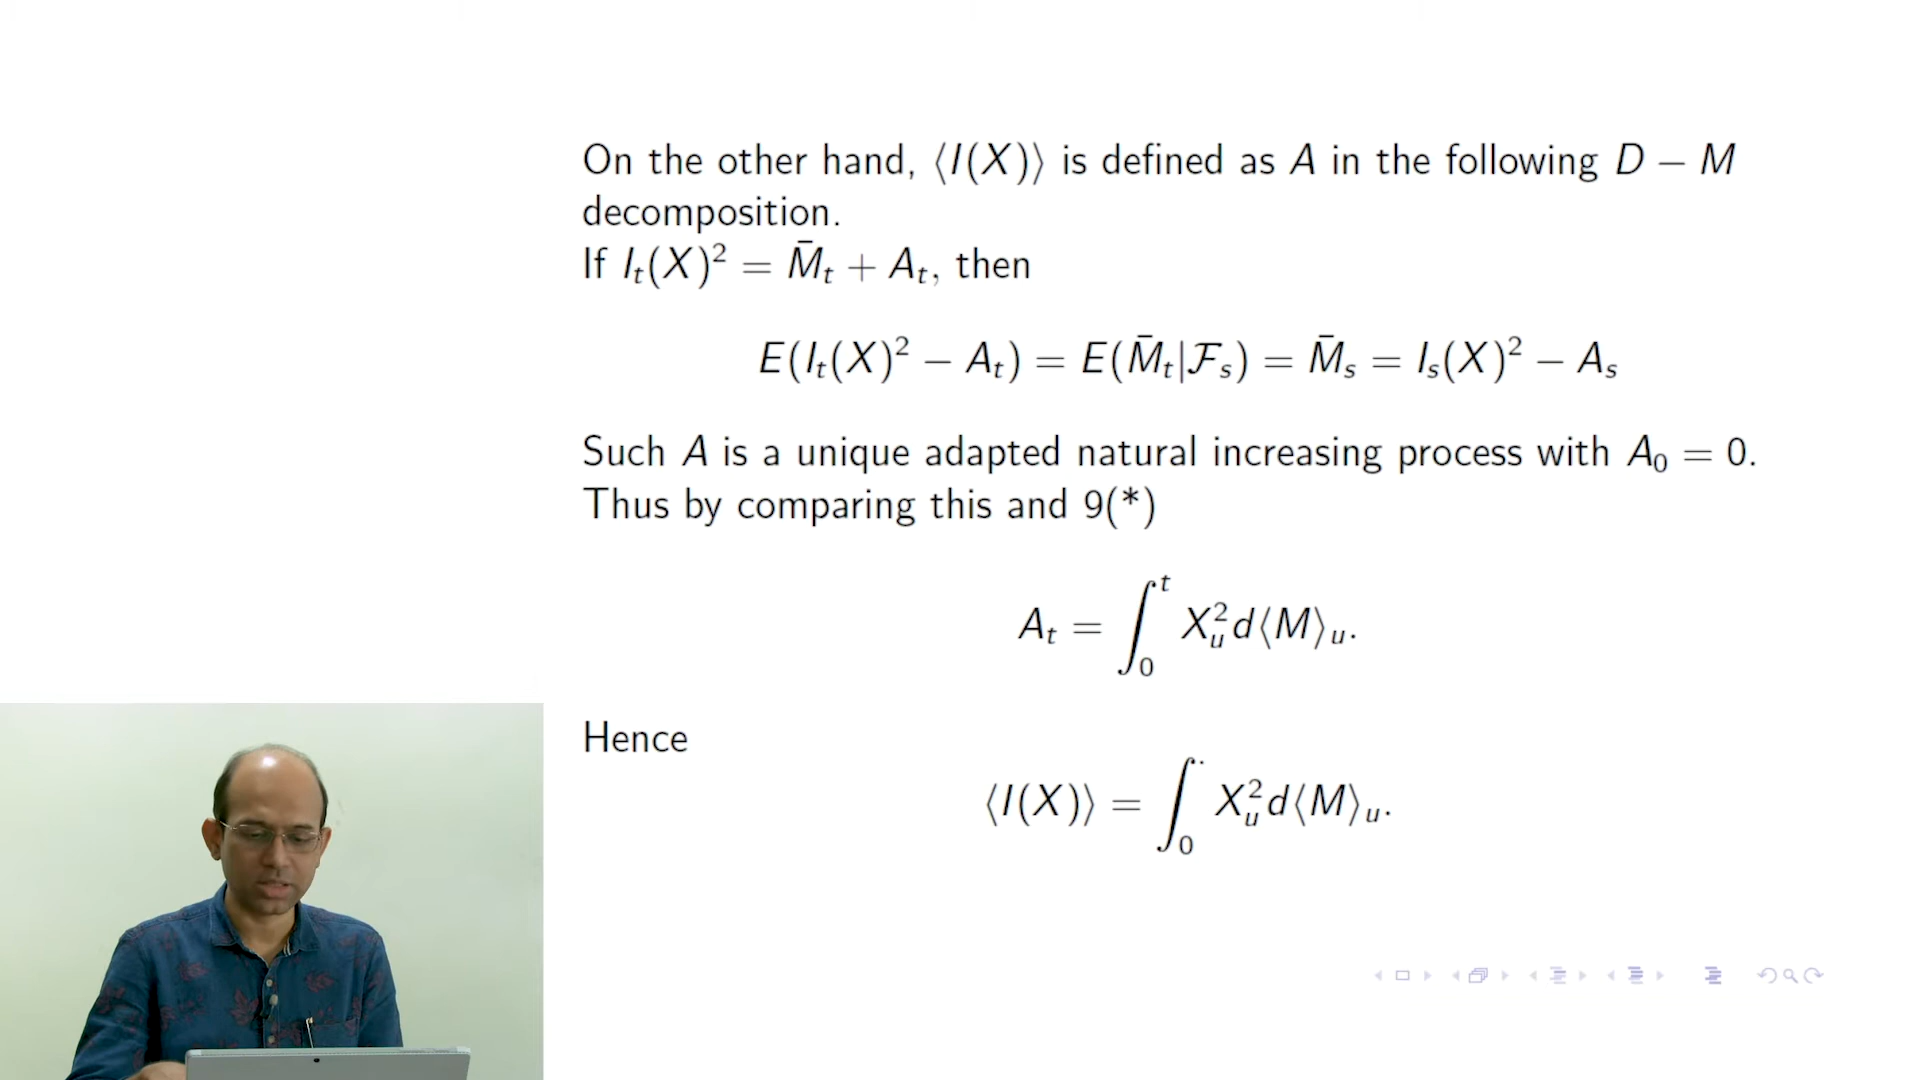 On the other hand, ⟨I(X)⟩ is defined as A in the following D − M
decomposition.
If I_t(X)^2 = M̄_t + A_t, then
E(I_t(X)^2 − A_t) = E(M̄_t|ℱ_s) = M̄_s = I_s(X)^2 − A_s
Such A is a unique adapted natural increasing process with A_0 = 0.
Thus by comparing this and 9(*)
A_t = ∫_0^t X_u^2 d⟨M⟩_u.
Hence
⟨I(X)⟩ = ∫_0^· X_u^2 d⟨M⟩_u.